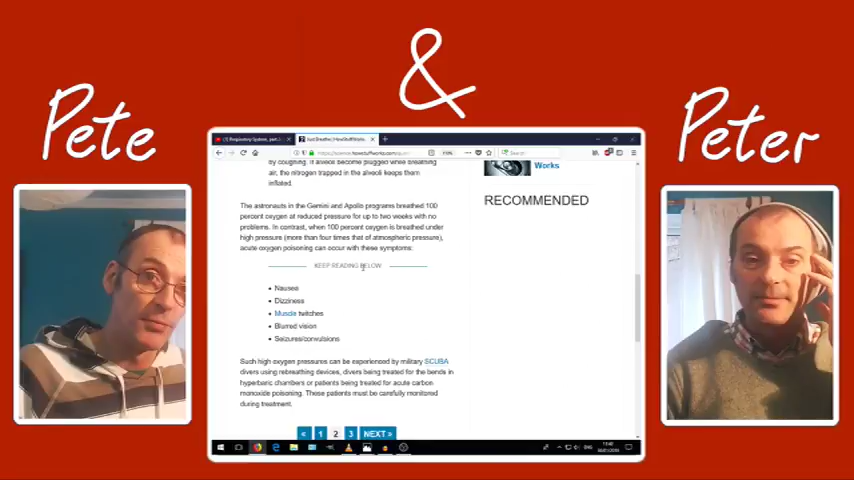 &
Pete
Peter
by coughing. If alveoli become plugged while breathing
air, the nitrogen trapped in the alveoli keeps them
inflated.
Works
RECOMMENDED
The astronauts in the Gemini and Apollo programs breathed 100
percent oxygen at reduced pressure for up to two weeks with no
problems. In contrast, when 100 percent oxygen is breathed under
high pressure (more than four times that of atmospheric pressure),
acute oxygen poisoning can occur with these symptoms:
KEEP READING BELOW
• Nausea
• Dizziness
• Muscle twitches
• Blurred vision
• Seizures/convulsions
Such high oxygen pressures can be experienced by military SCUBA
divers using rebreathing devices, divers being treated for the bends in
hyperbaric chambers or patients being treated for acute carbon
monoxide poisoning. These patients must be carefully monitored
during treatment.
« 1 2 3 NEXT »